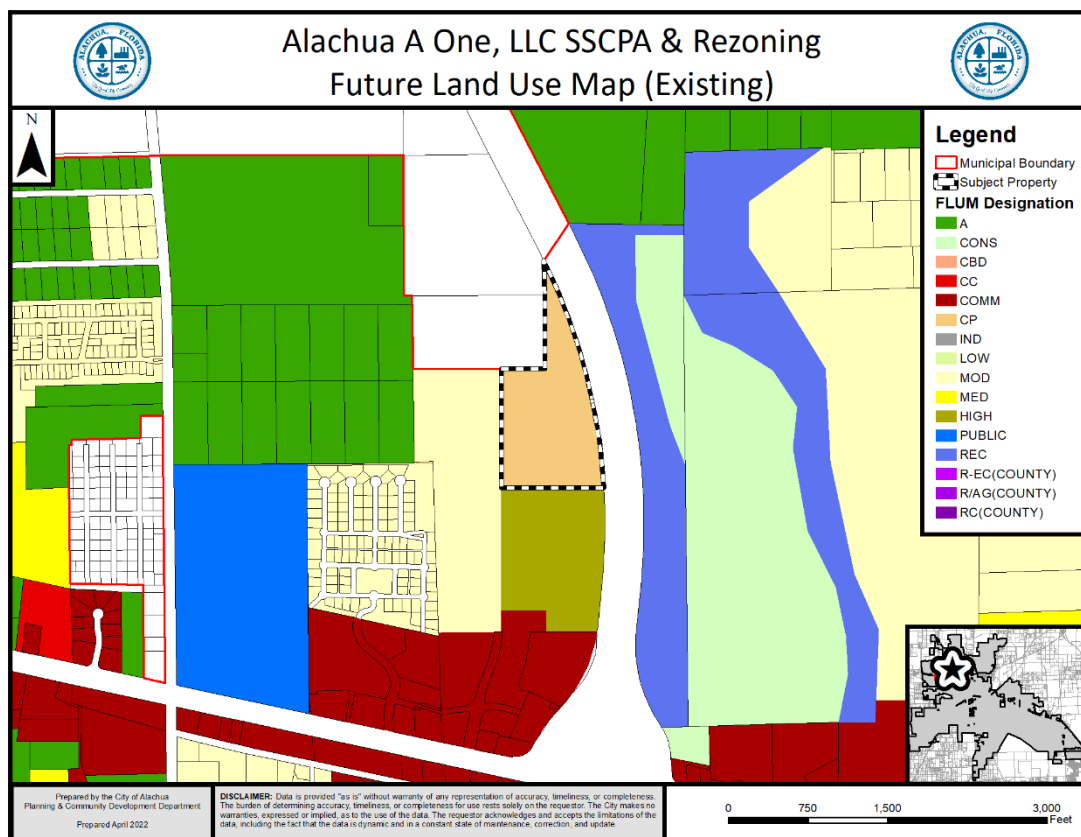 ALACHUA, FLORIDA
Alachua A One, LLC SSCPA & Rezoning
Future Land Use Map (Existing)
ALACHUA, FLORIDA
N
Legend
Municipal Boundary
Subject Property
FLUM Designation
A
CONS
CBD
CC
COMM
CP
IND
LOW
MOD
MED
HIGH
PUBLIC
REC
R-EC(COUNTY)
R/AG(COUNTY)
RC(COUNTY)
Prepared by the City of Alachua
Planning & Community Development Department
Prepared April 2022
DISCLAIMER: Data is provided "as is" without warranty of any representation of accuracy, timeliness, or completeness.
The burden of determining accuracy, timeliness, or completeness for use rests solely on the requestor. The City makes no
warranties, expressed or implied, as to the use of the data. The requestor acknowledges and accepts the limitations of the
data, including the fact that the data is dynamic and in a constant state of maintenance, correction, and update.
0 750 1,500 3,000
Feet